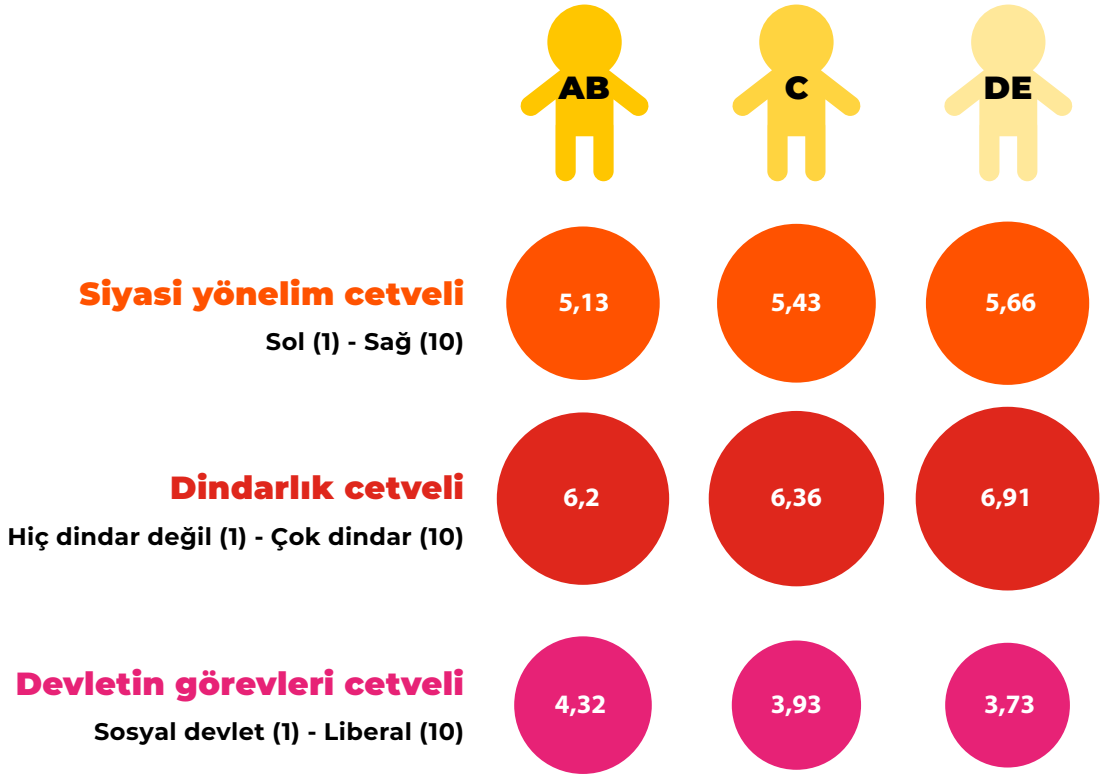 AB C DE
Siyasi yönelim cetveli
Sol (1) - Sağ (10)
5,13 5,43 5,66
Dindarlık cetveli
Hiç dindar değil (1) - Çok dindar (10)
6,2 6,36 6,91
Devletin görevleri cetveli
Sosyal devlet (1) - Liberal (10)
4,32 3,93 3,73